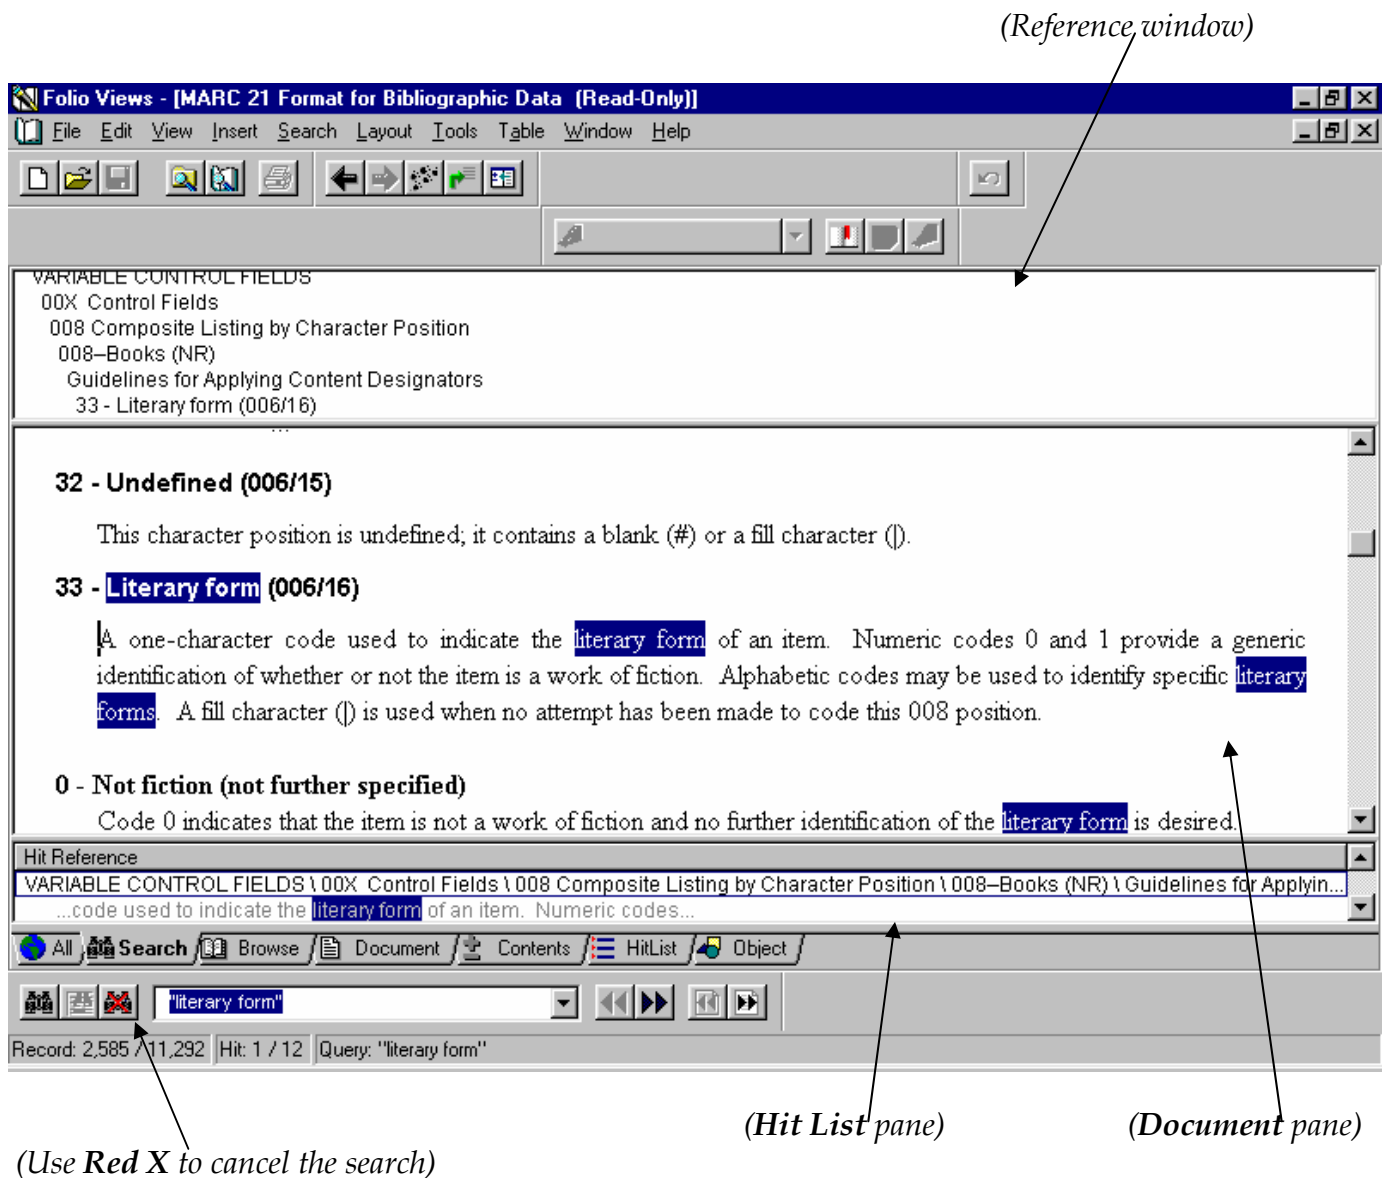 (Reference window)
Folio Views - [MARC 21 Format for Bibliographic Data (Read-Only)]
File Edit View Insert Search Layout Tools Table Window Help
VARIABLE CONTROL FIELDS
00X Control Fields
008 Composite Listing by Character Position
008–Books (NR)
Guidelines for Applying Content Designators
33 - Literary form (006/16)
...
32 - Undefined (006/15)
This character position is undefined; it contains a blank (#) or a fill character (|).
33 - Literary form (006/16)
A one-character code used to indicate the literary form of an item. Numeric codes 0 and 1 provide a generic
identification of whether or not the item is a work of fiction. Alphabetic codes may be used to identify specific literary
forms. A fill character (|) is used when no attempt has been made to code this 008 position.
0 - Not fiction (not further specified)
Code 0 indicates that the item is not a work of fiction and no further identification of the literary form is desired.
Hit Reference
VARIABLE CONTROL FIELDS \ 00X Control Fields \ 008 Composite Listing by Character Position \ 008–Books (NR) \ Guidelines for Applyin...
...code used to indicate the literary form of an item. Numeric codes...
All Search Browse Document Contents HitList Object
"literary form"
Record: 2,585 / 11,292 Hit: 1 / 12 Query: "literary form"
(Hit List pane) (Document pane)
(Use Red X to cancel the search)